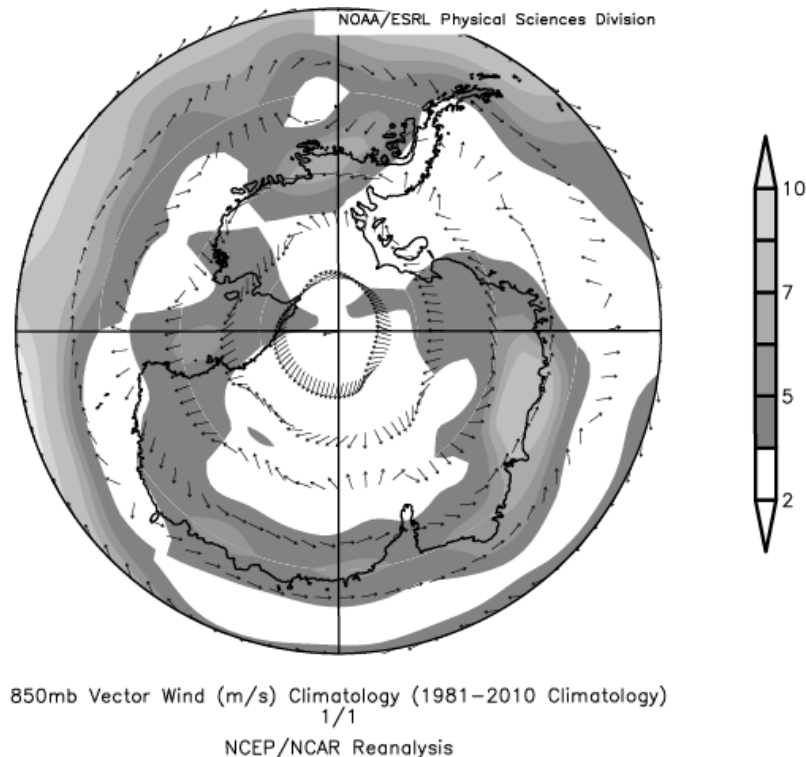 NOAA/ESRL Physical Sciences Division
10
7
5
2
850mb Vector Wind (m/s) Climatology (1981-2010 Climatology)
1/1
NCEP/NCAR Reanalysis